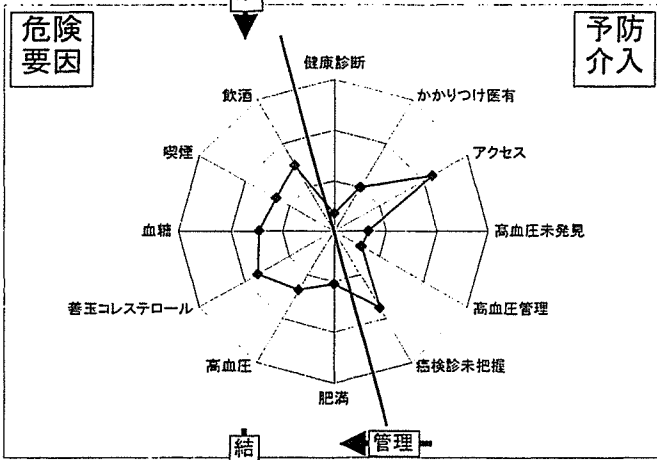 危険
要因
予防
介入
健康診断
飲酒
かかりつけ医有
喫煙
アクセス
血糖
高血圧未発見
善玉コレステロール
高血圧管理
高血圧
癌検診未把握
肥満
結
管理